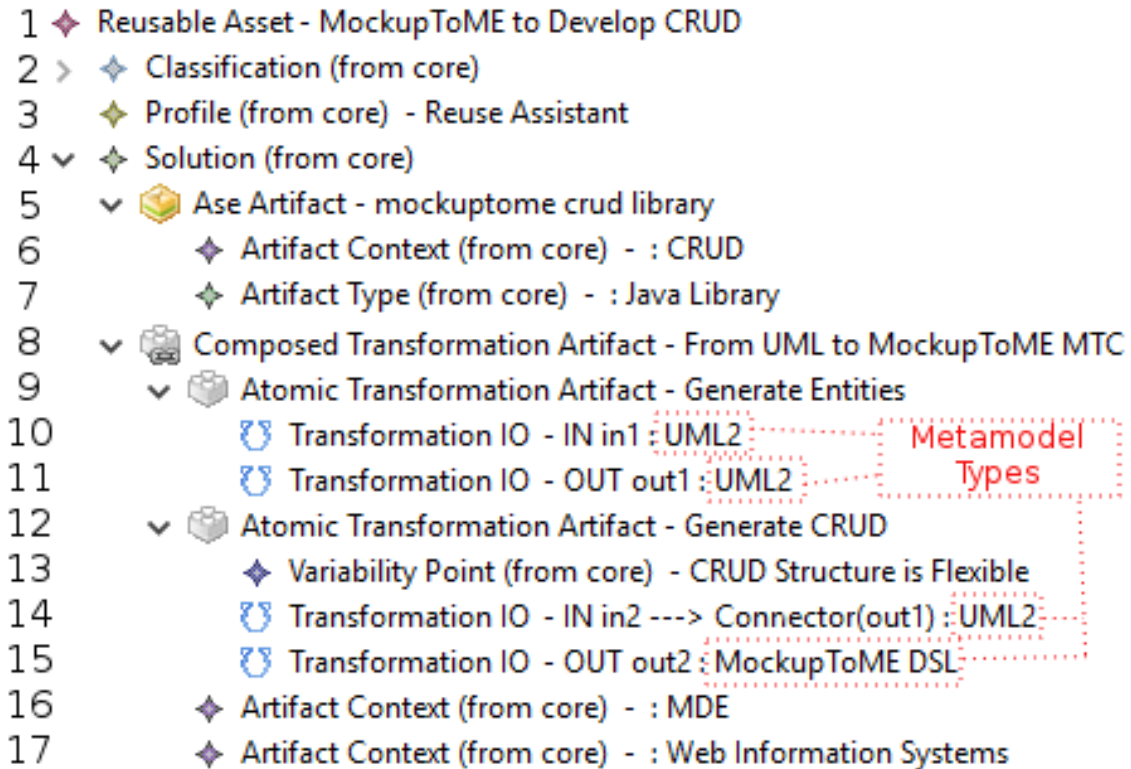 1 Reusable Asset - MockupToME to Develop CRUD
2 > Classification (from core)
3 Profile (from core) - Reuse Assistant
4 Solution (from core)
5 Ase Artifact - mockuptome crud library
6 Artifact Context (from core) - : CRUD
7 Artifact Type (from core) - : Java Library
8 Composed Transformation Artifact - From UML to MockupToME MTC
9 Atomic Transformation Artifact - Generate Entities
10 Transformation IO - IN in1 : UML2
Metamodel
11 Transformation IO - OUT out1 : UML2
Types
12 Atomic Transformation Artifact - Generate CRUD
13 Variability Point (from core) - CRUD Structure is Flexible
14 Transformation IO - IN in2 ---> Connector(out1) : UML2
15 Transformation IO - OUT out2 : MockupToME DSL
16 Artifact Context (from core) - : MDE
17 Artifact Context (from core) - : Web Information Systems